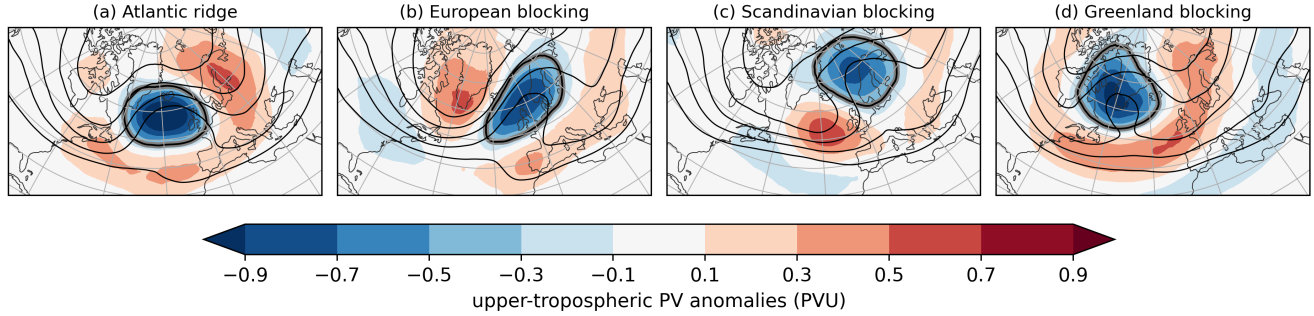 (a) Atlantic ridge
(b) European blocking
(c) Scandinavian blocking
(d) Greenland blocking
−0.9 −0.7 −0.5 −0.3 −0.1 0.1 0.3 0.5 0.7 0.9
upper-tropospheric PV anomalies (PVU)